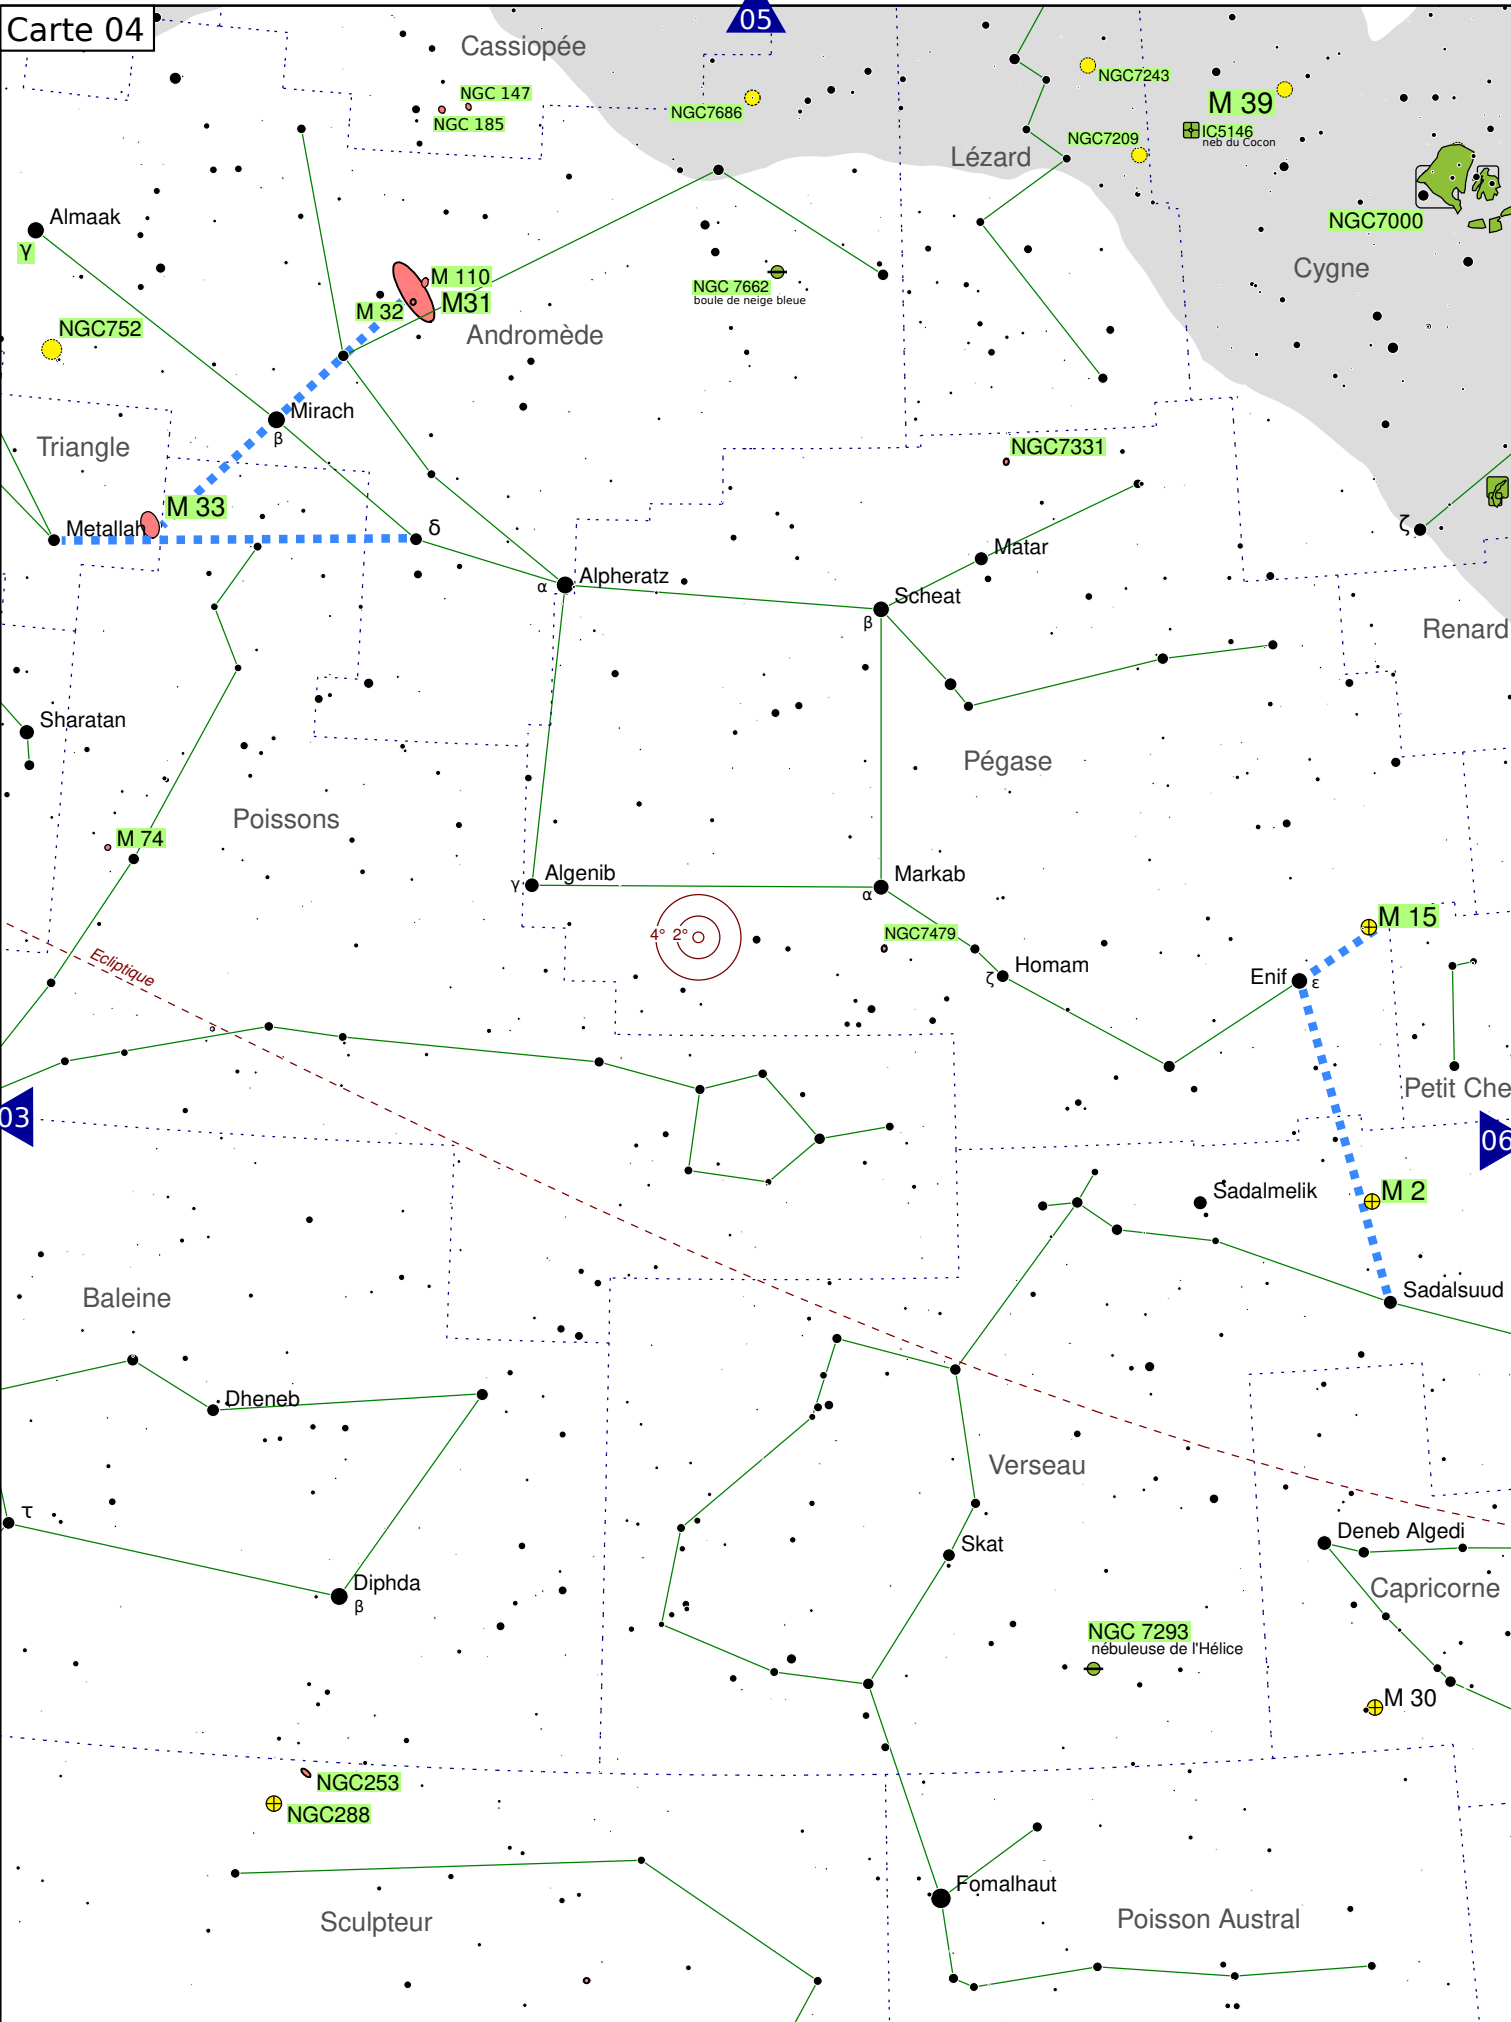 Carte 04
05
Cassiopée
NGC 147
NGC 185
NGC7686
NGC7243
M 39
IC5146
neb du Cocon
NGC7209
Lézard
NGC7000
Almaak
γ
Cygne
M 110
M 32
M31
NGC 7662
boule de neige bleue
NGC752
Andromède
Mirach
β
Triangle
NGC7331
M 33
Metallah
δ
ζ
Matar
Alpheratz
α
Scheat
β
Renard
Sharatan
Pégase
Poissons
M 74
Algenib
γ
Markab
α
M 15
NGC7479
4° 2°
Ecliptique
Homam
ζ
Enif
ε
Petit Che
03
06
Sadalmelik
M 2
Baleine
Sadalsuud
Dheneb
Verseau
τ
Skat
Deneb Algedi
Diphda
β
Capricorne
NGC 7293
nébuleuse de l'Hélice
M 30
NGC253
NGC288
Fomalhaut
Sculpteur
Poisson Austral